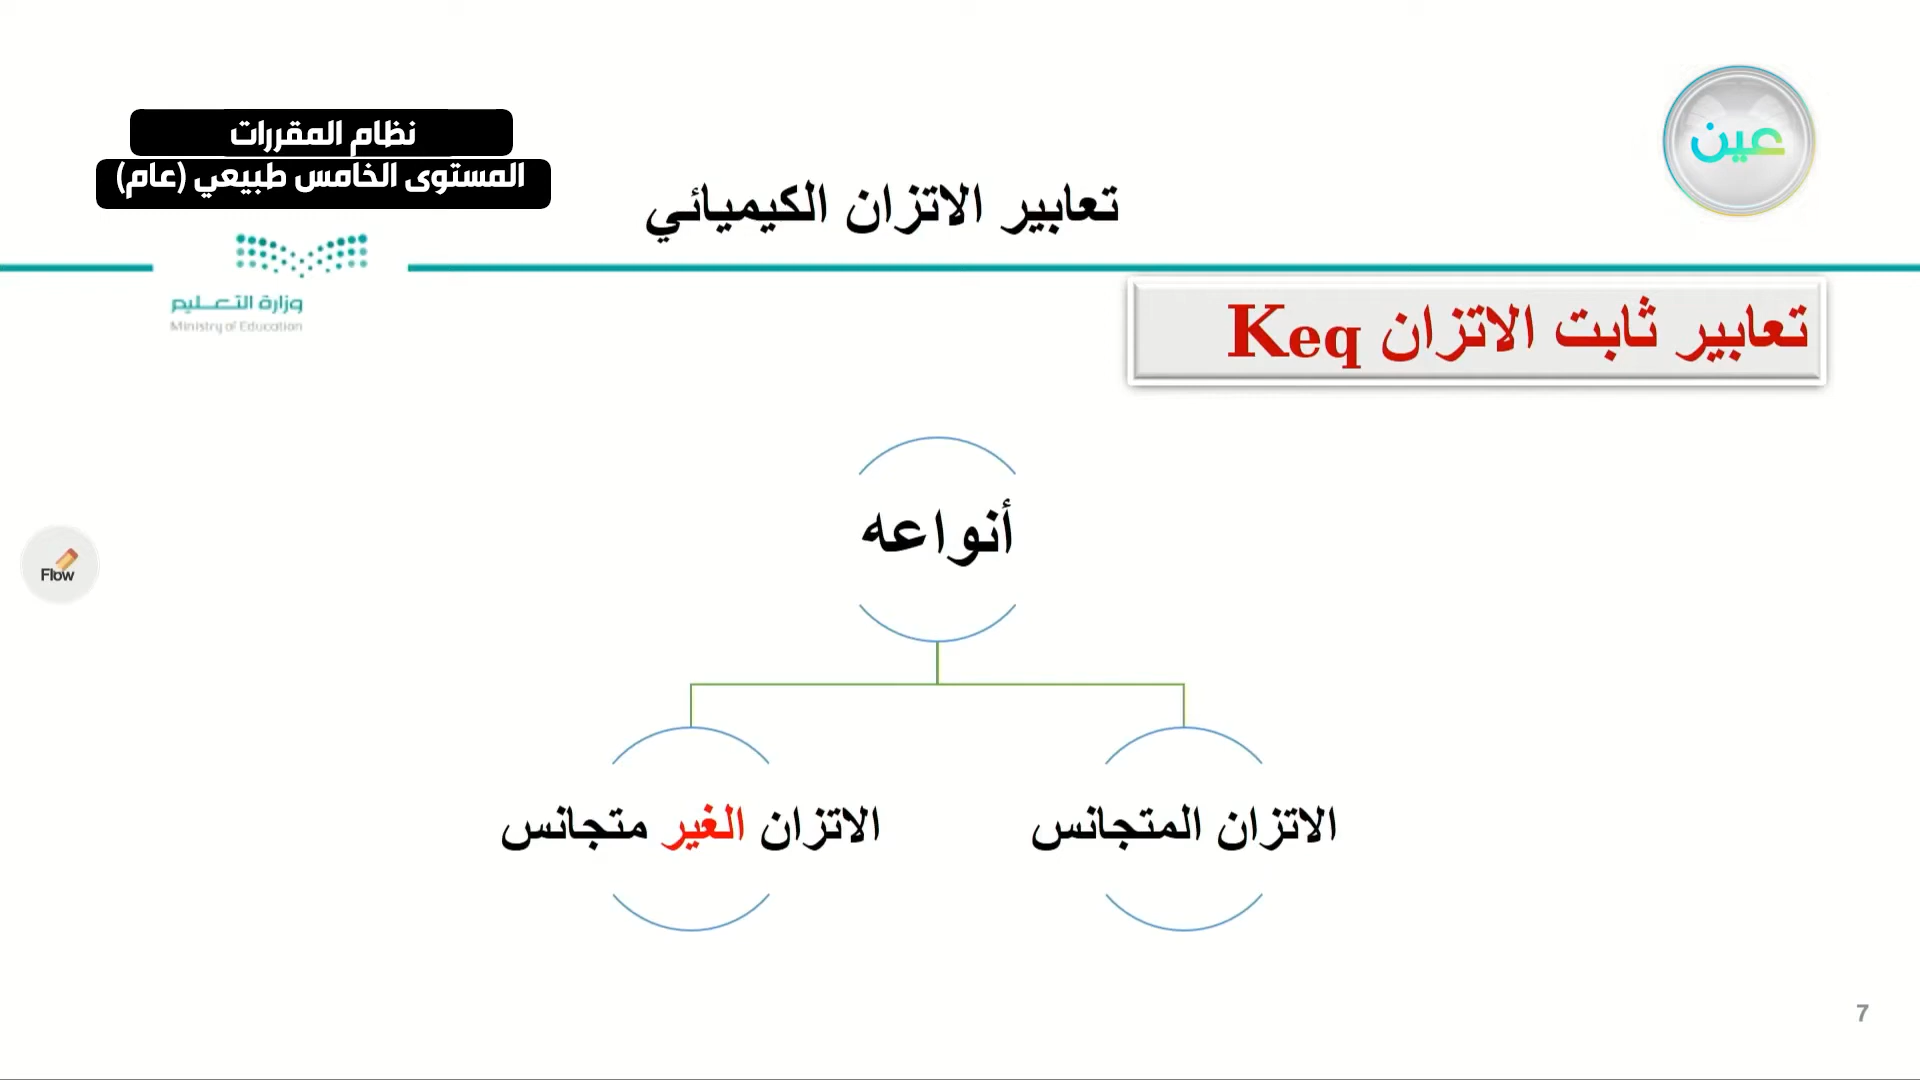 عين
نظام المقررات
المستوى الخامس طبيعي (عام)
تعابير الاتزان الكيميائي
وزارة التعليم
Ministry of Education
تعابير ثابت الاتزان Keq
أنواعه
Flow
الاتزان المتجانس
الاتزان الغير متجانس
7